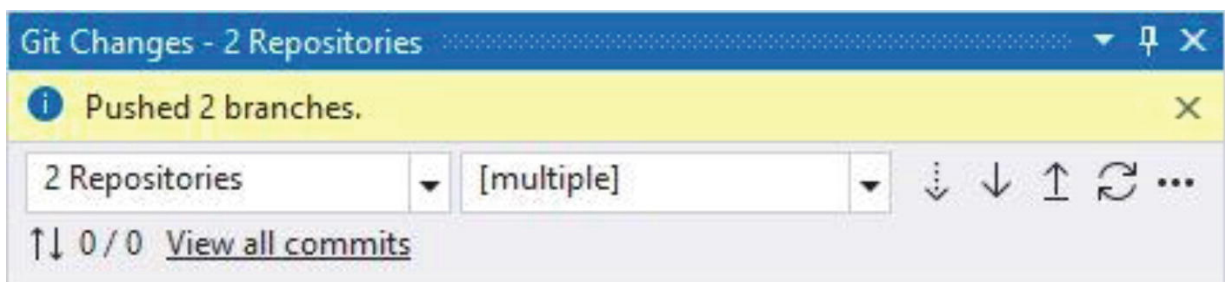 Git Changes - 2 Repositories
Pushed 2 branches.
2 Repositories [multiple]
↑↓ 0 / 0 View all commits